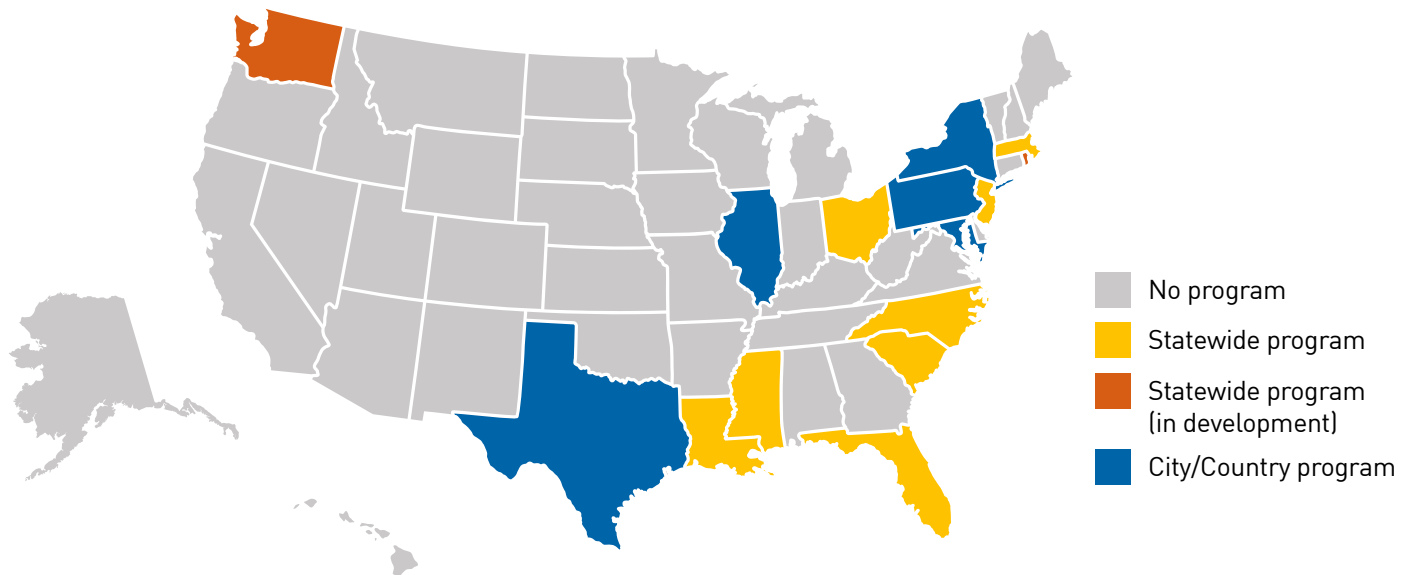 No program
Statewide program
Statewide program
(in development)
City/Country program